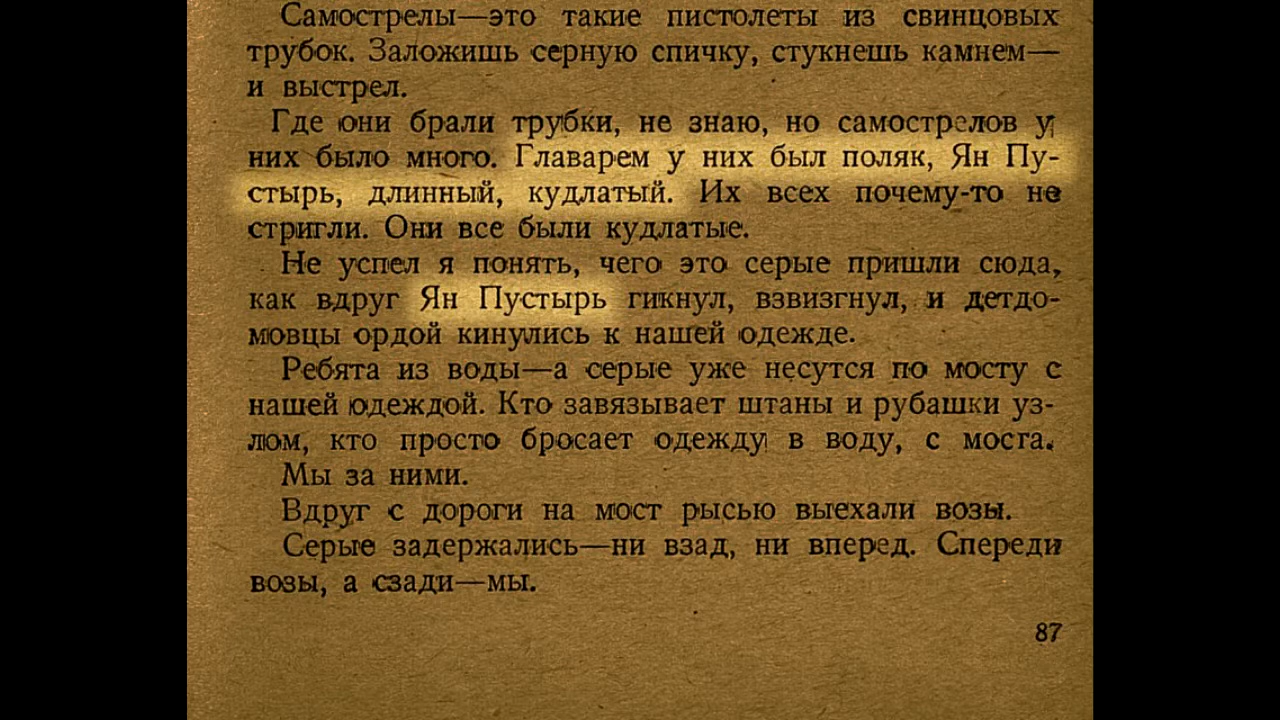 Самострелы—это такие пистолеты из свинцовых
трубок. Заложишь серную спичку, стукнешь камнем—
и выстрел.
Где они брали трубки, не знаю, но самострелов у
них было много. Главарем у них был поляк, Ян Пу-
стырь, длинный, кудлатый. Их всех почему-то не
стригли. Они все были кудлатые.
Не успел я понять, чего это серые пришли сюда,
как вдруг Ян Пустырь гикнул, взвизгнул, и детдо-
мовцы ордой кинулись к нашей одежде.
Ребята из воды—а серые уже несутся по мосту с
нашей одеждой. Кто завязывает штаны и рубашки уз-
лом, кто просто бросает одежду в воду, с моста.
Мы за ними.
Вдруг с дороги на мост рысью выехали возы.
Серые задержались—ни взад, ни вперед. Спереди
возы, а сзади—мы.
87